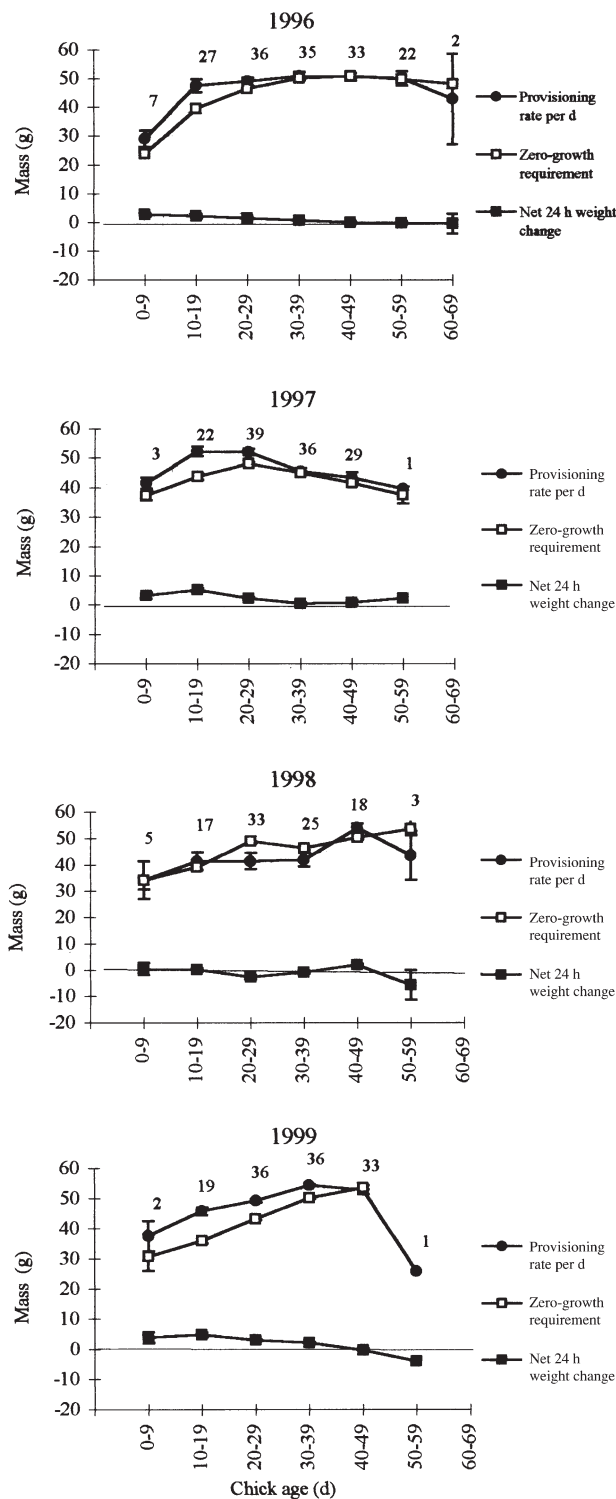 1996
60
50
40
30
20
10
0
-10
-20
Mass (g)
7 27 36 35 33 22 2
0-9 10-19 20-29 30-39 40-49 50-59 60-69
Provisioning
rate per d
Zero-growth
requirement
Net 24 h weight
change
1997
60
50
40
30
20
10
0
-10
-20
Mass (g)
3 22 39 36 29 1
0-9 10-19 20-29 30-39 40-49 50-59 60-69
Provisioning
rate per d
Zero-growth
requirement
Net 24 h
weight change
1998
60
50
40
30
20
10
0
-10
-20
Mass (g)
5 17 33 25 18 3
0-9 10-19 20-29 30-39 40-49 50-59 60-69
Provisioning
rate per d
Zero-growth
requirement
Net 24 h
weight change
1999
60
50
40
30
20
10
0
-10
-20
Mass (g)
2 19 36 36 33 1
0-9 10-19 20-29 30-39 40-49 50-59 60-69
Chick age (d)
Provisioning
rate per d
Zero-growth
requirement
Net 24 h
weight change